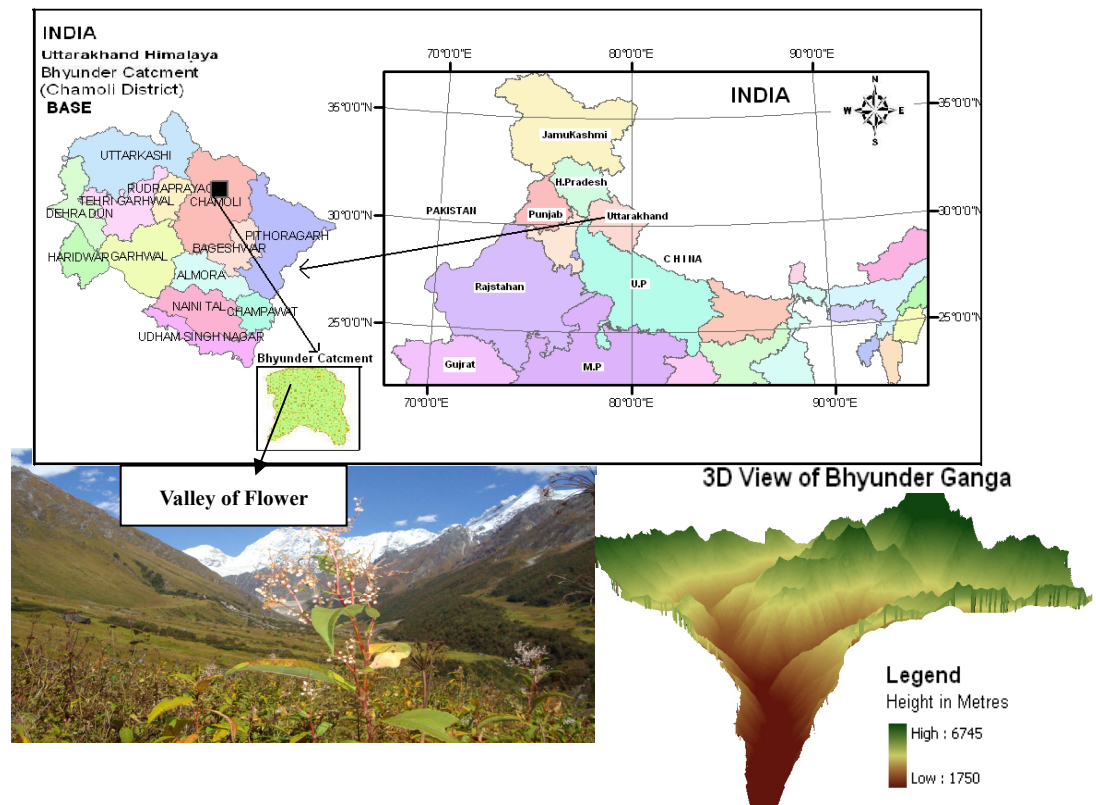 INDIA
Uttarakhand Himalaya
Bhyunder Catcment
(Chamoli District)
BASE
UTTARKASHI
RUDRAPRAYAG
TEHRI GARHWAL
CHAMOLI
DEHRA DUN
PITHORAGARH
HARIDWAR
GARHWAL
BAGESHWAR
ALMORA
NAINI TAL
CHAMPAWAT
UDHAM SINGH NAGAR
Bhyunder Catcment
70°0'0"E
80°0'0"E
90°0'0"E
35°0'0"N
35°0'0"N
INDIA
N
W
E
S
JamuKashmi
H.Pradesh
30°0'0"N
30°0'0"N
PAKISTAN
Punjab
Uttarakhand
CHINA
Rajstahan
U.P
25°0'0"N
25°0'0"N
Gujrat
M.P
70°0'0"E
80°0'0"E
90°0'0"E
Valley of Flower
3D View of Bhyunder Ganga
Legend
Height in Metres
High : 6745
Low : 1750